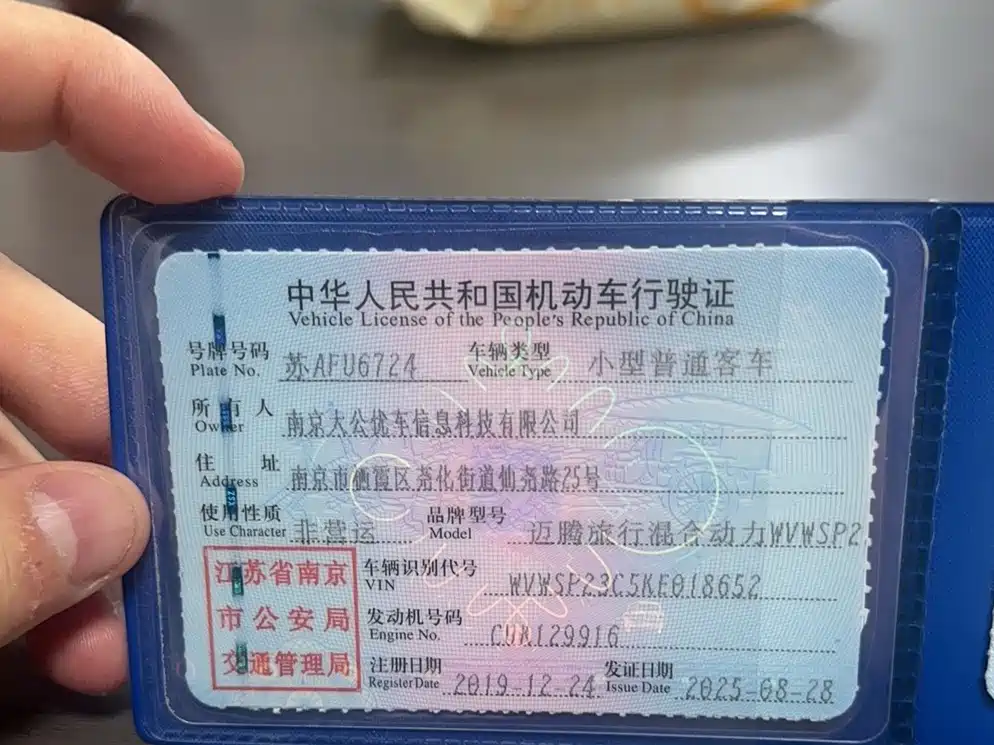 中华人民共和国机动车行驶证
Vehicle License of the People's Republic of China
号牌号码 苏AFU6724 车辆类型 小型普通客车
Plate No. Vehicle Type
所有人 南京大公优车信息科技有限公司
Owner
住址 南京市栖霞区尧化街道仙尧路25号
Address
使用性质 非营运 品牌型号 迈腾旅行混合动力WVWSP2
Use Character Model
江苏省南京
市公安局
交通管理局
车辆识别代号 WVWSP23C5KE018652
VIN
发动机号码
Engine No.
注册日期 2019-12-24 发证日期 2025-08-28
Register Date Issue Date